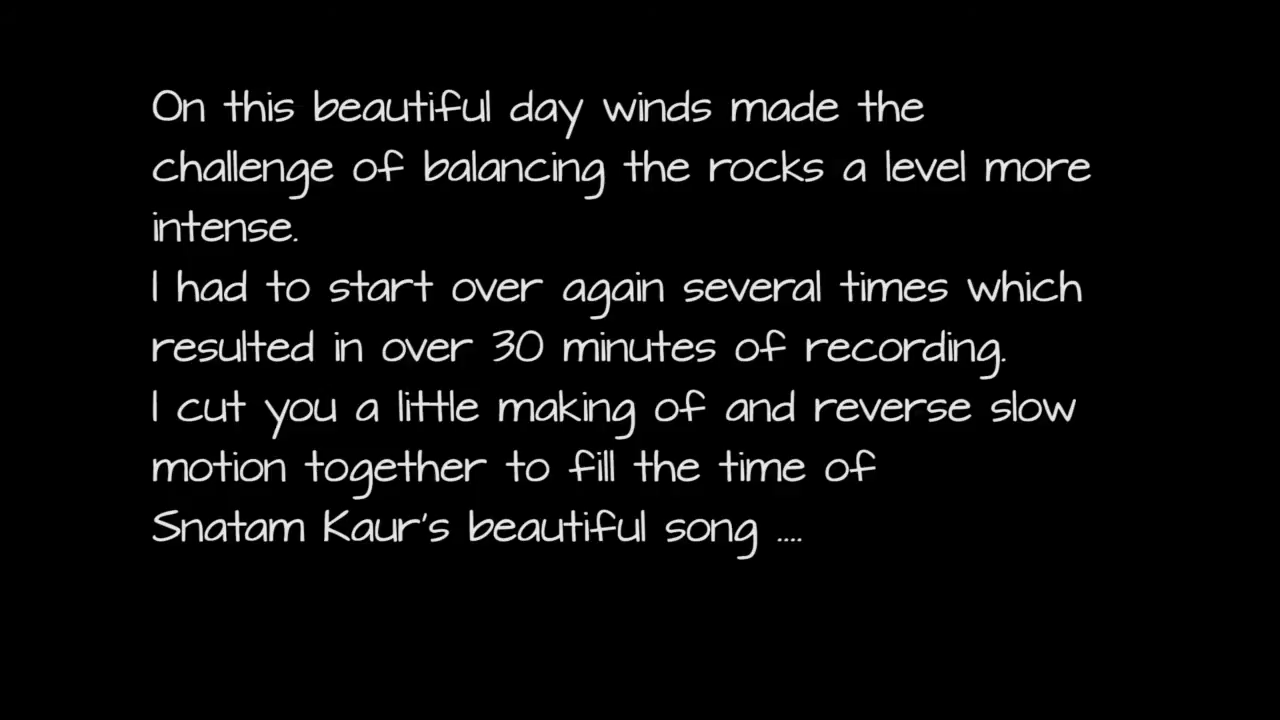 On this beautiful day winds made the
challenge of balancing the rocks a level more
intense.
I had to start over again several times which
resulted in over 30 minutes of recording.
I cut you a little making of and reverse slow
motion together to fill the time of
Snatam Kaur's beautiful song ....